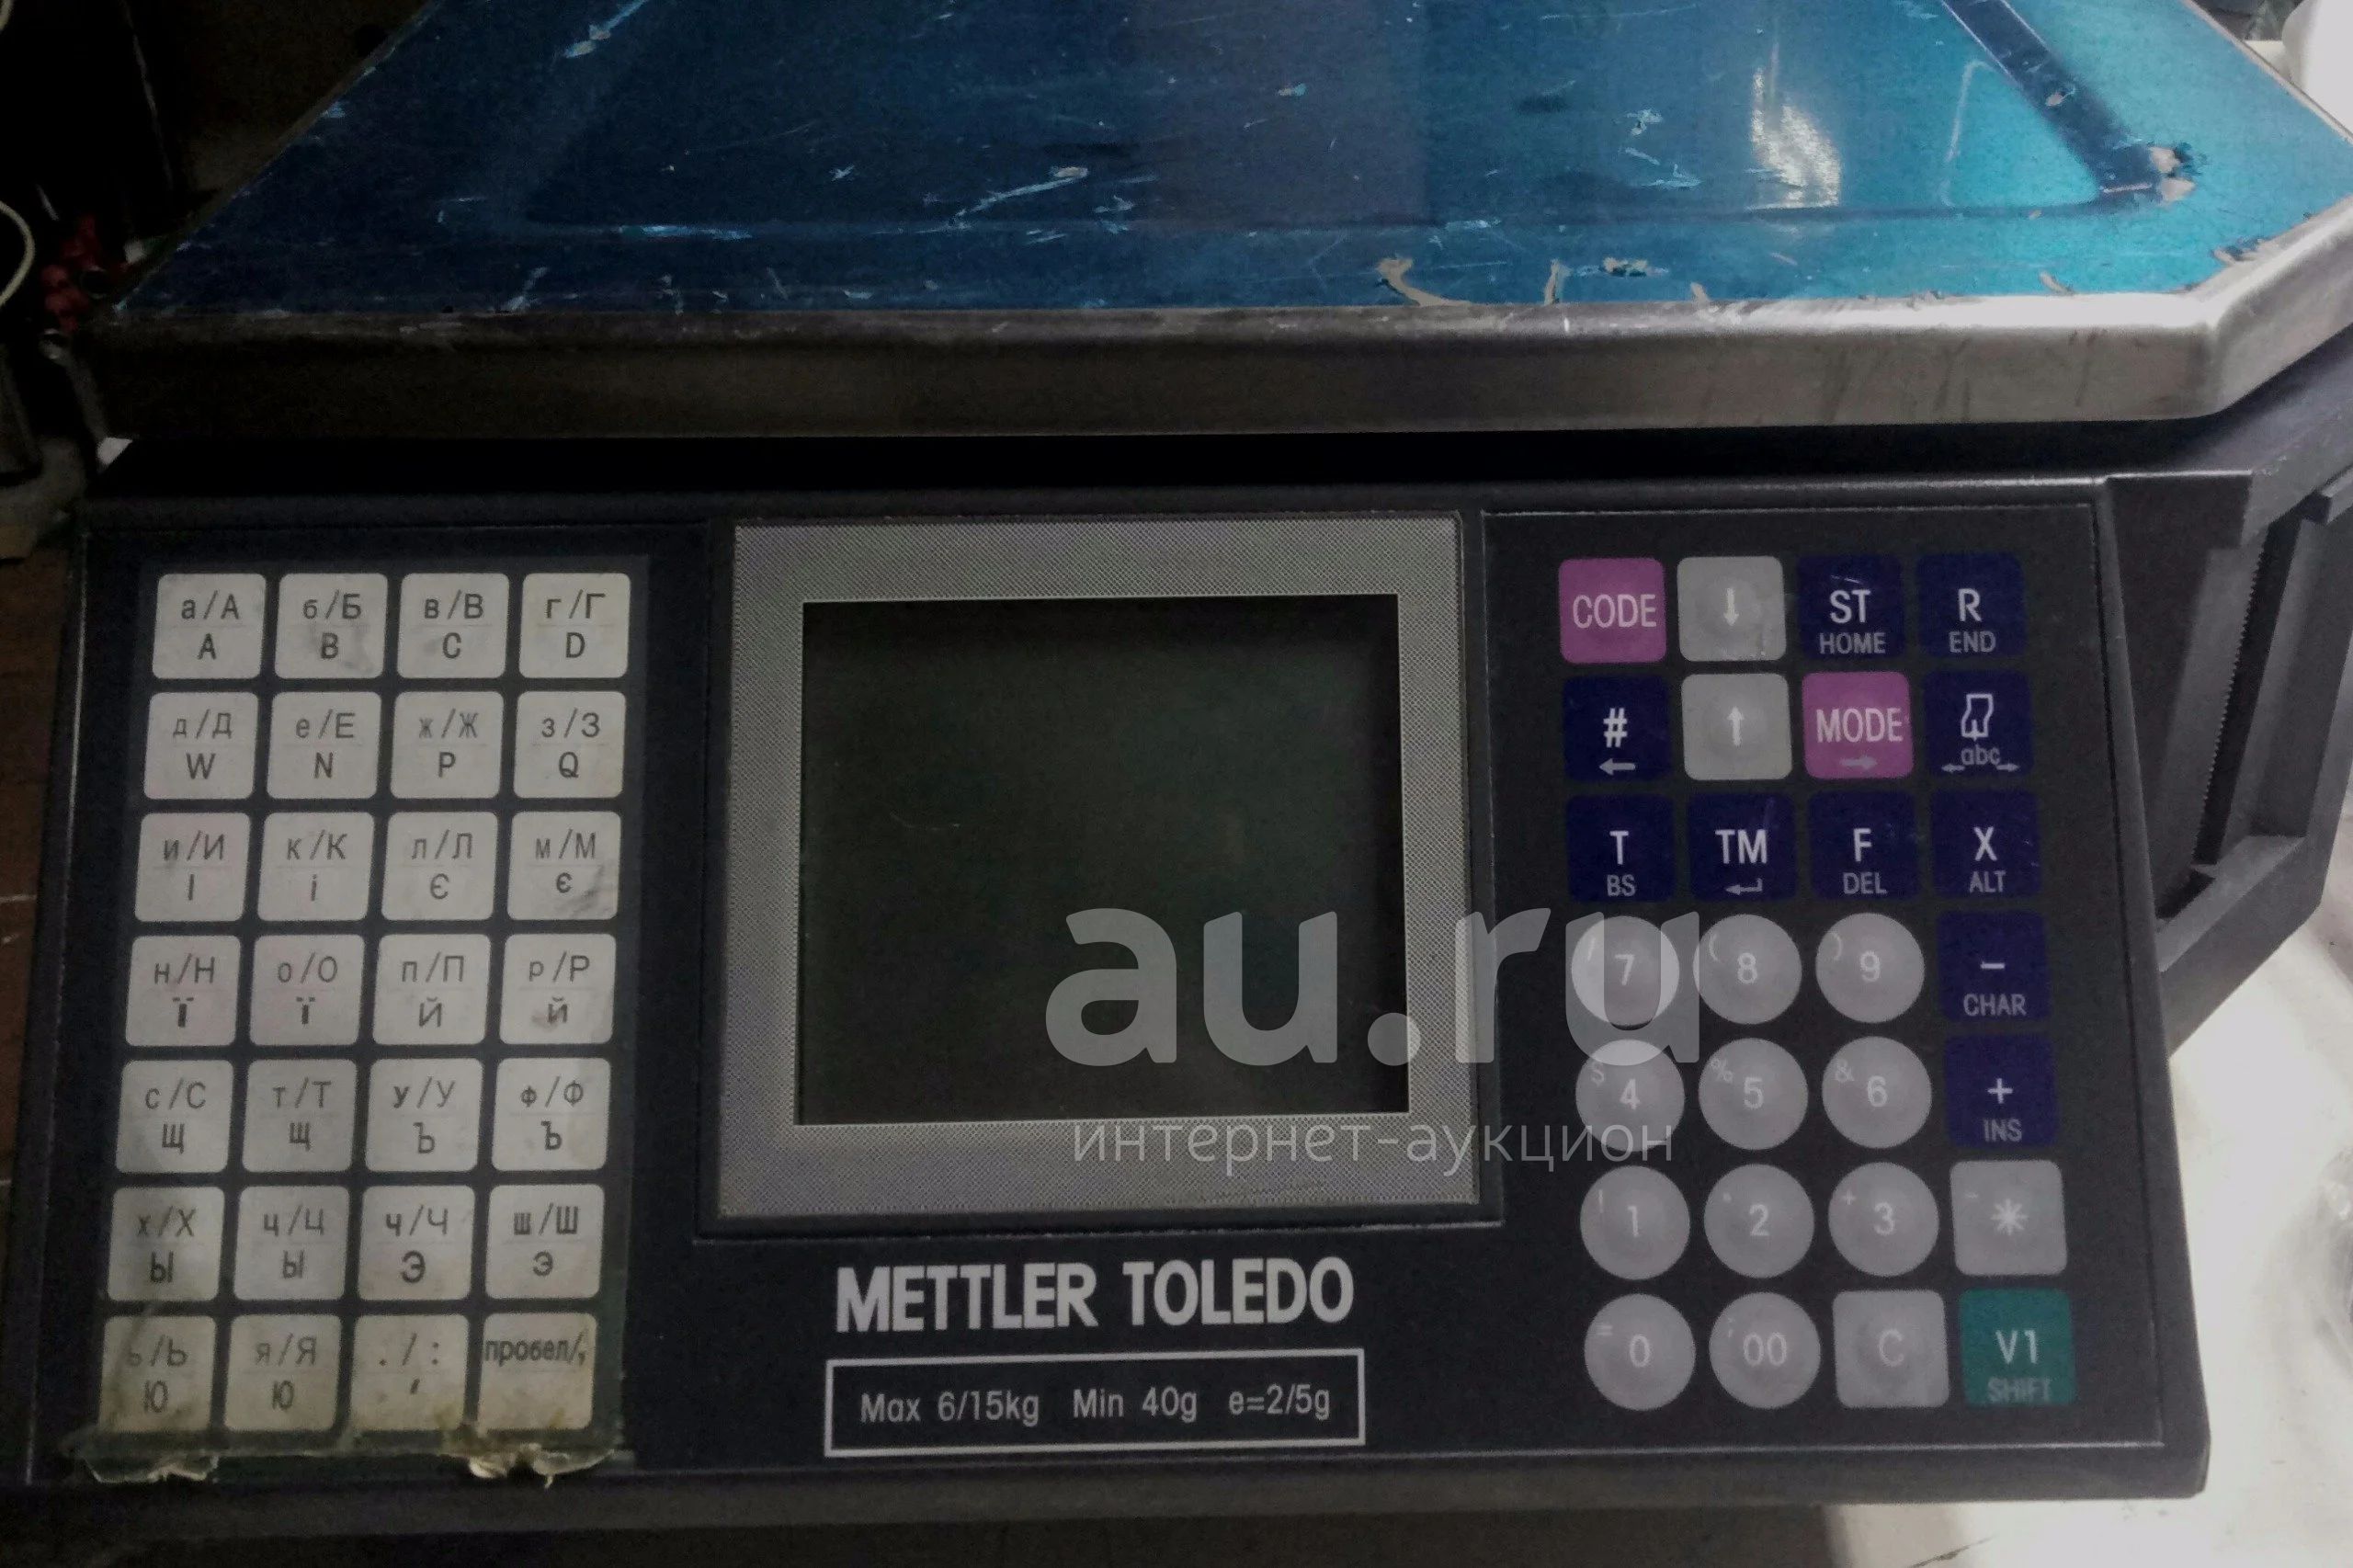 а/А б/Б в/В г/Г
A B C D
д/Д е/Е ж/Ж з/З
W N P Q
и/И к/К л/Л м/М
I i Є є
н/Н о/О п/П р/Р
Ї ї Й й
с/С т/Т у/У ф/Ф
Щ щ Ъ ъ
х/Х ц/Ц ч/Ч ш/Ш
Ы ы Э э
ь/Ь я/Я ./: пробел/,
Ю ю '
METTLER TOLEDO
Max 6/15kg Min 40g e=2/5g
CODE ↓ ST R
HOME END
# ↑ MODE
← → abc
T TM F X
BS DEL ALT
/ 7 ( 8 ) 9 −
CHAR
$ 4 % 5 & 6 +
INS
! 1 2 + 3 - *
= 0 00 C V1
SHIFT
au.ru
интернет-аукцион